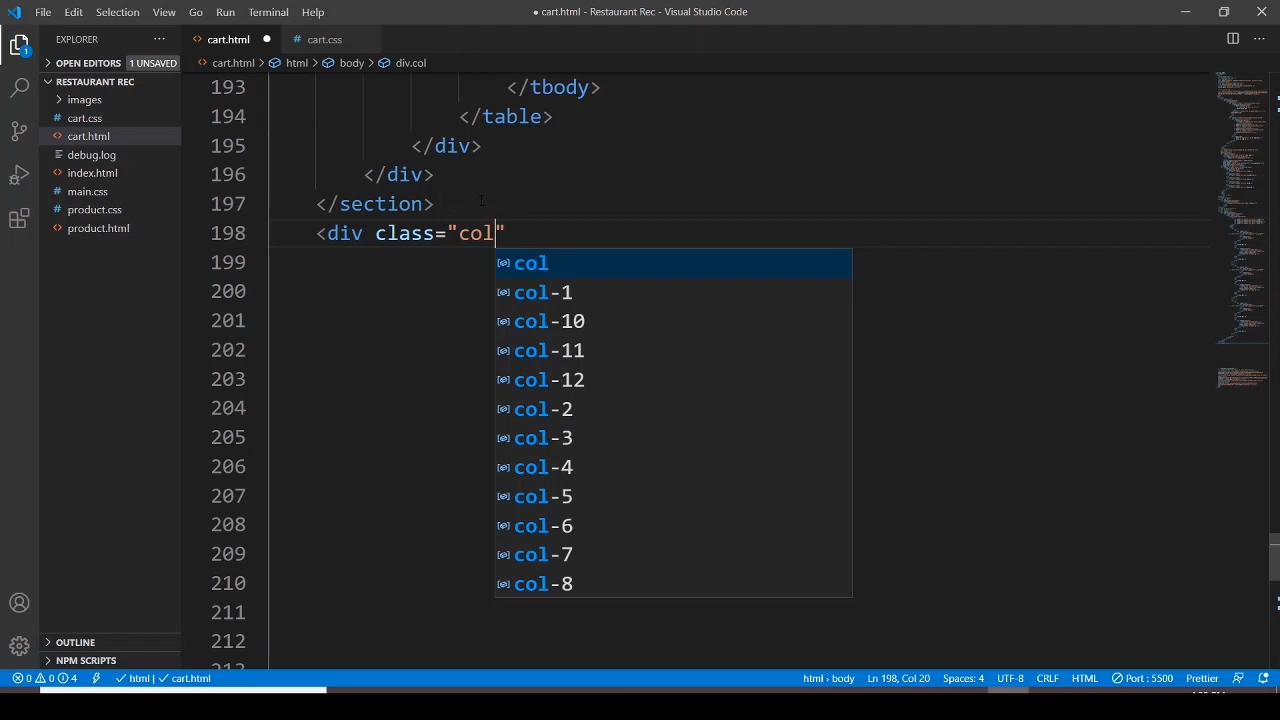 File Edit Selection View Go Run Terminal Help
● cart.html - Restaurant Rec - Visual Studio Code
EXPLORER
OPEN EDITORS 1 UNSAVED
RESTAURANT REC
images
cart.css
cart.html
debug.log
index.html
main.css
product.css
product.html
OUTLINE
NPM SCRIPTS
1
cart.html cart.css
cart.html html body div.col
193 </tbody>
194 </table>
195 </div>
196 </div>
197 </section>
198 <div class="col"
199 col
200 col-1
201 col-10
202 col-11
203 col-12
204 col-2
205 col-3
206 col-4
207 col-5
208 col-6
209 col-7
210 col-8
211
212
0 0 4 html cart.html html › body Ln 198, Col 20 Spaces: 4 UTF-8 CRLF HTML Port : 5500 Prettier